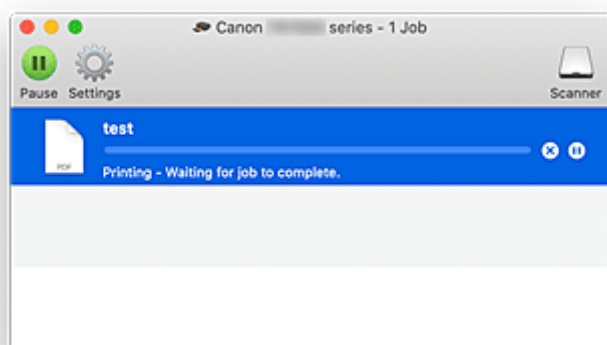 Canon series - 1 Job
Pause Settings
Scanner
test
PDF
Printing - Waiting for job to complete.